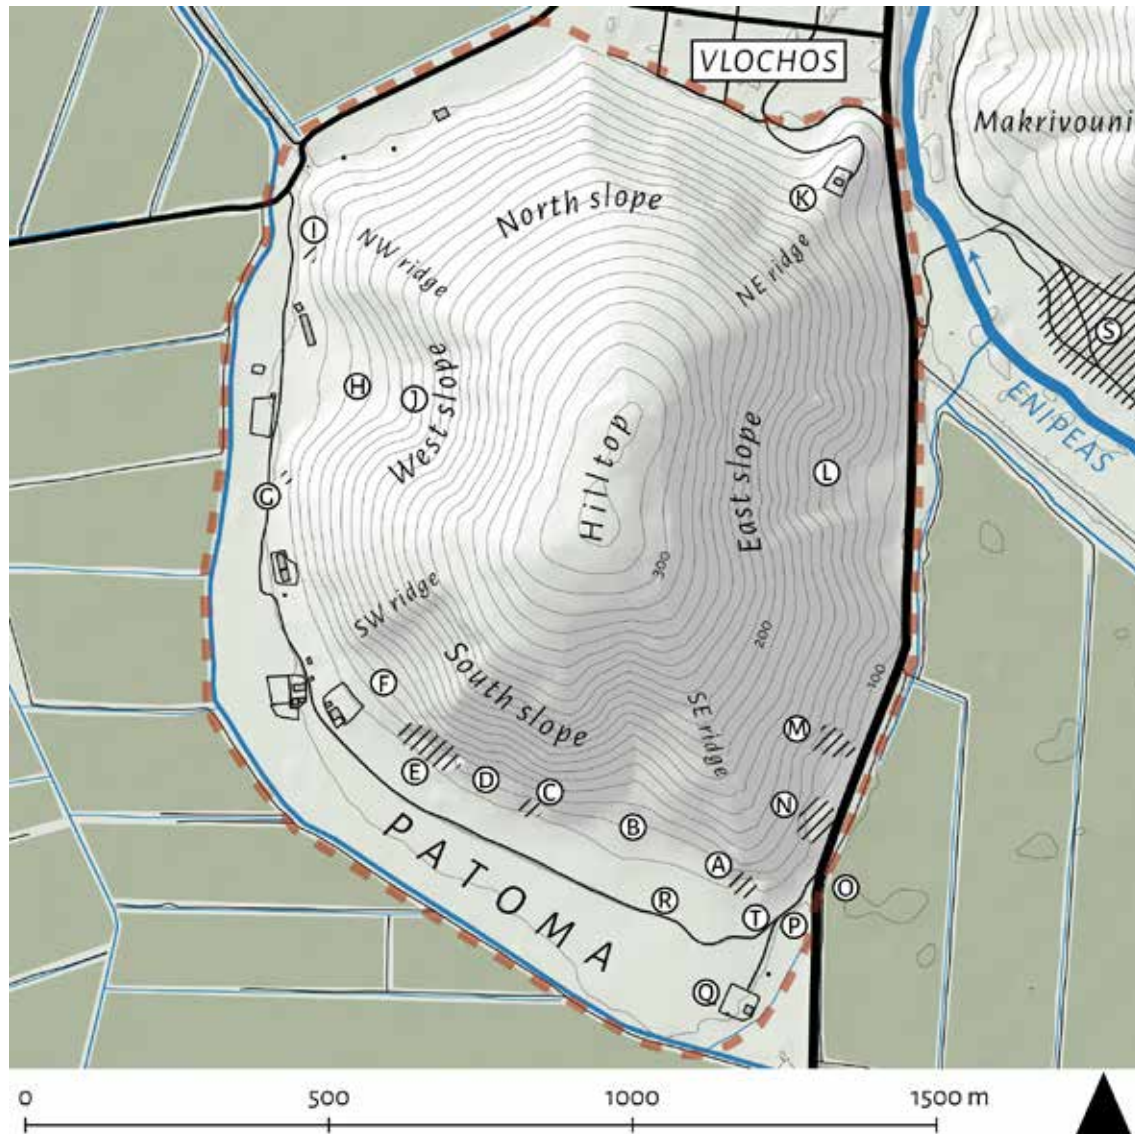 VLOCHOS
Makrivouni
K
North slope
I
NW ridge
NE ridge
S
H
J
West slope
ENIPEAS
Hilltop
East slope
L
G
300
SW ridge
200
South slope
100
F
SE ridge
M
E
D
C
N
B
A
PATOMA
R
O
T
P
Q
0
500
1000
1500 m